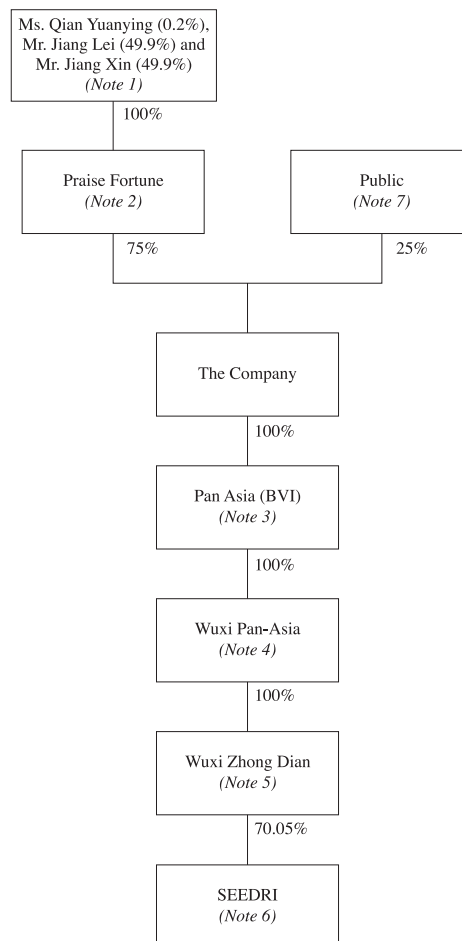 Ms. Qian Yuanying (0.2%),
Mr. Jiang Lei (49.9%) and
Mr. Jiang Xin (49.9%)
(Note 1)
100%
Praise Fortune
(Note 2)
Public
(Note 7)
75%
25%
The Company
100%
Pan Asia (BVI)
(Note 3)
100%
Wuxi Pan-Asia
(Note 4)
100%
Wuxi Zhong Dian
(Note 5)
70.05%
SEEDRI
(Note 6)